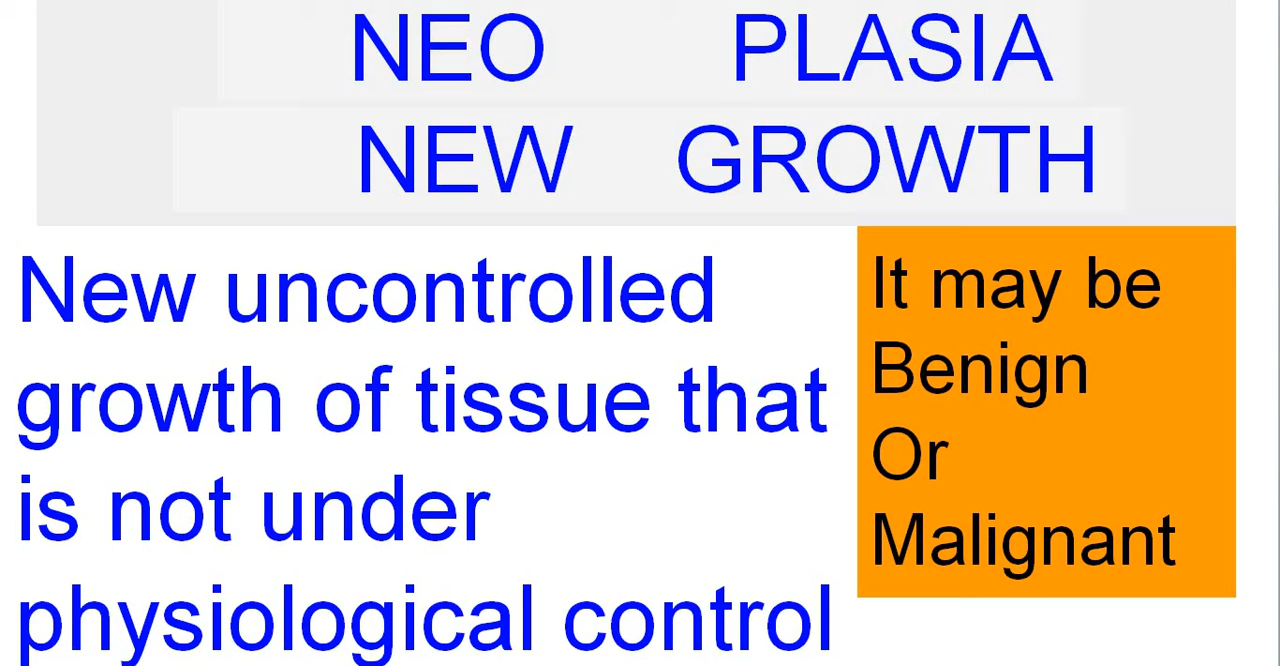 NEO PLASIA
NEW GROWTH
New uncontrolled
growth of tissue that
is not under
physiological control
It may be
Benign
Or
Malignant